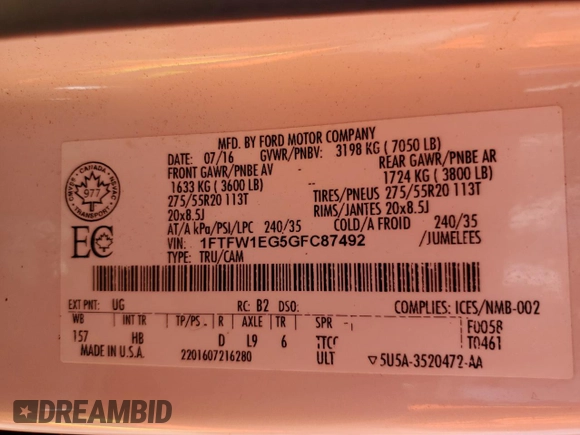 MFD. BY FORD MOTOR COMPANY
DATE: 07/16 GVWR/PNBV: 3198 KG ( 7050 LB)
FRONT GAWR/PNBE AV REAR GAWR/PNBE AR
1633 KG ( 3600 LB) 1724 KG ( 3800 LB)
275/55R20 113T TIRES/PNEUS 275/55R20 113T
20x8.5J RIMS/JANTES 20x8.5J
AT/A kPa/PSI/LPC 240/35 COLD/A FROID 240/35
VIN: 1FTFW1EG5GFC87492 /JUMELEES
TYPE: TRU/CAM
CANADA
977
TRANSPORT
EC
EXT PNT: UG RC: B2 DSO: COMPLIES: ICES/NMB-002
WB INT TR TP/PS R AXLE TR SPR F0058
157 HB D L9 6 T0461
MADE IN U.S.A. 2201607216280 ULT ▽5U5A-3520472-AA
DREAMBID